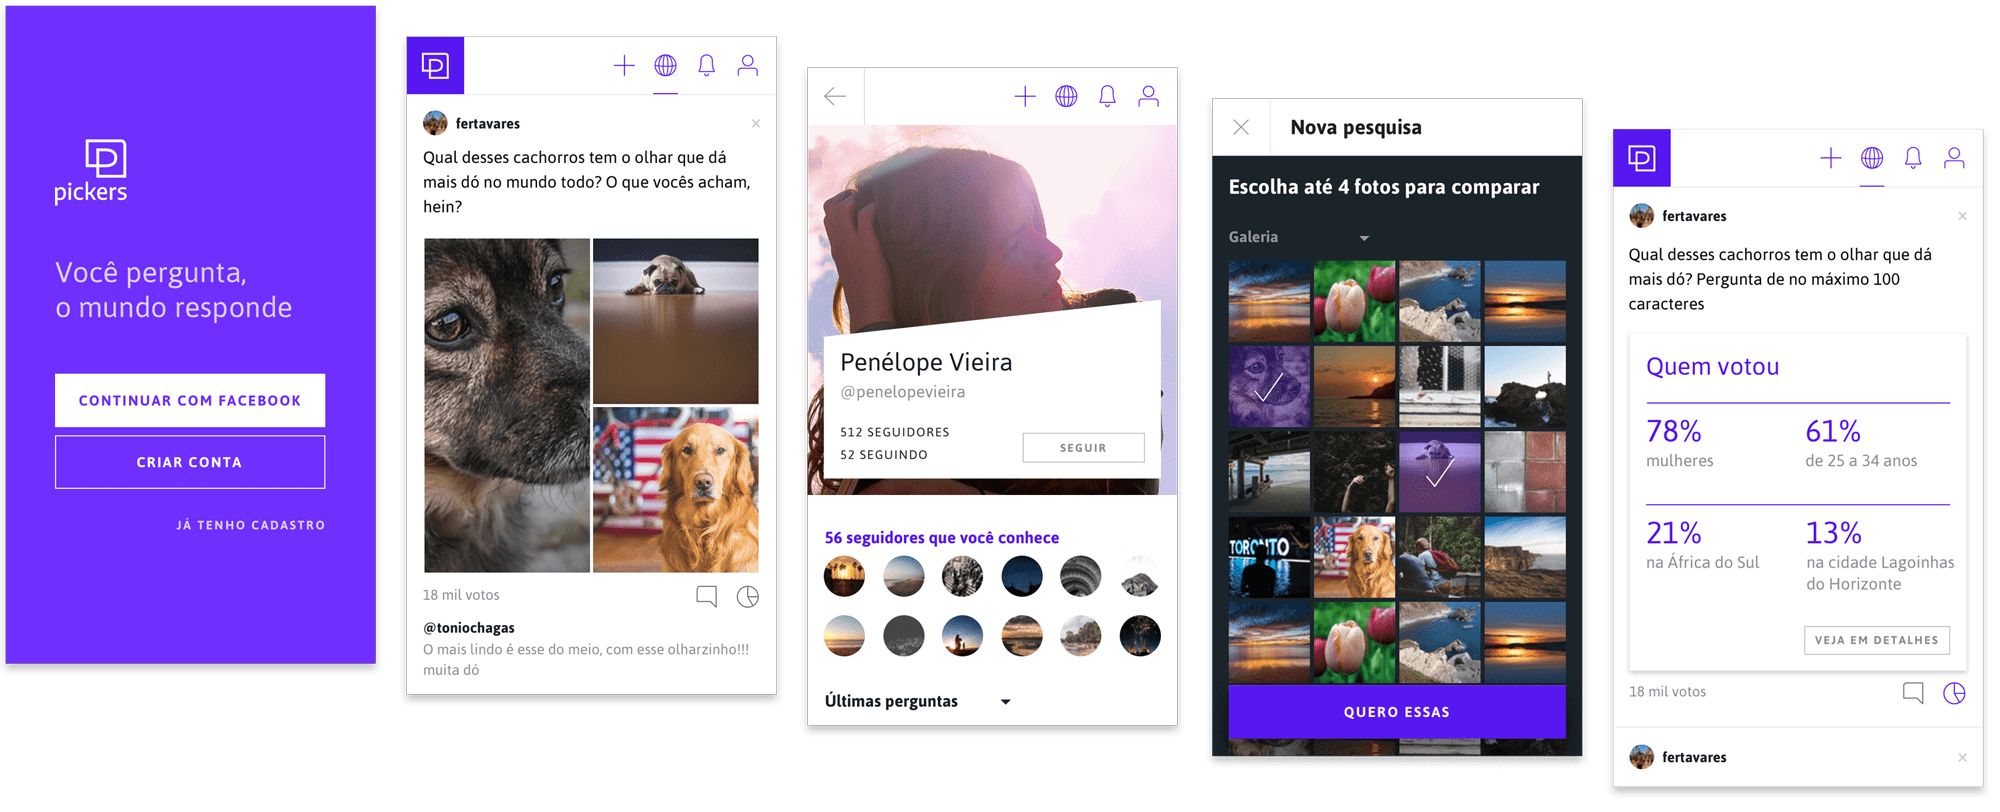 pickers
Você pergunta,
o mundo responde
CONTINUAR COM FACEBOOK
CRIAR CONTA
JÁ TENHO CADASTRO
fertavares
Qual desses cachorros tem o olhar que dá
mais dó no mundo todo? O que vocês acham,
hein?
18 mil votos
@toniochagas
O mais lindo é esse do meio, com esse olharzinho!!!
muita dó
Penélope Vieira
@penelopevieira
512 SEGUIDORES
52 SEGUINDO
SEGUIR
56 seguidores que você conhece
Últimas perguntas
Nova pesquisa
Escolha até 4 fotos para comparar
Galeria
TORONTO
QUERO ESSAS
fertavares
Qual desses cachorros tem o olhar que dá
mais dó? Pergunta de no máximo 100
caracteres
Quem votou
78%
mulheres
61%
de 25 a 34 anos
21%
na África do Sul
13%
na cidade Lagoinhas
do Horizonte
VEJA EM DETALHES
18 mil votos
fertavares